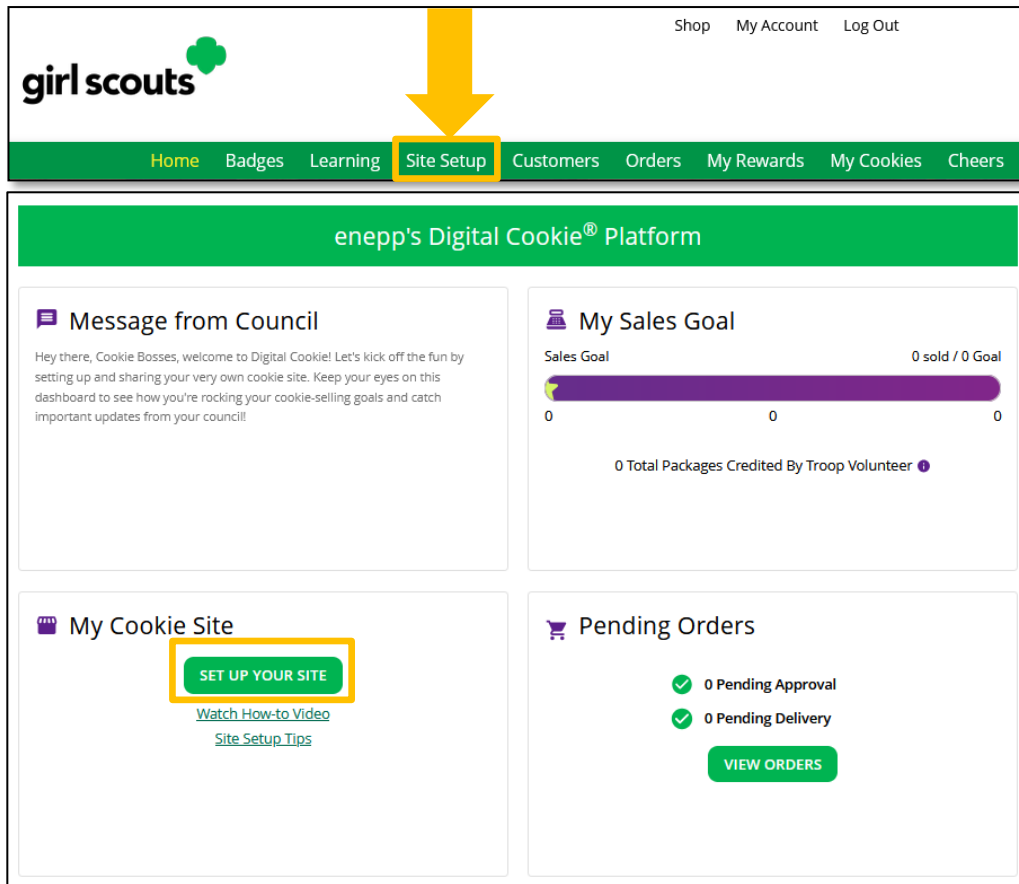 Shop My Account Log Out
girl scouts
Home Badges Learning Site Setup Customers Orders My Rewards My Cookies Cheers
enepp's Digital Cookie® Platform
Message from Council
Hey there, Cookie Bosses, welcome to Digital Cookie! Let's kick off the fun by
setting up and sharing your very own cookie site. Keep your eyes on this
dashboard to see how you're rocking your cookie-selling goals and catch
important updates from your council!
My Sales Goal
Sales Goal 0 sold / 0 Goal
0 0 0
0 Total Packages Credited By Troop Volunteer
My Cookie Site
SET UP YOUR SITE
Watch How-to Video
Site Setup Tips
Pending Orders
0 Pending Approval
0 Pending Delivery
VIEW ORDERS